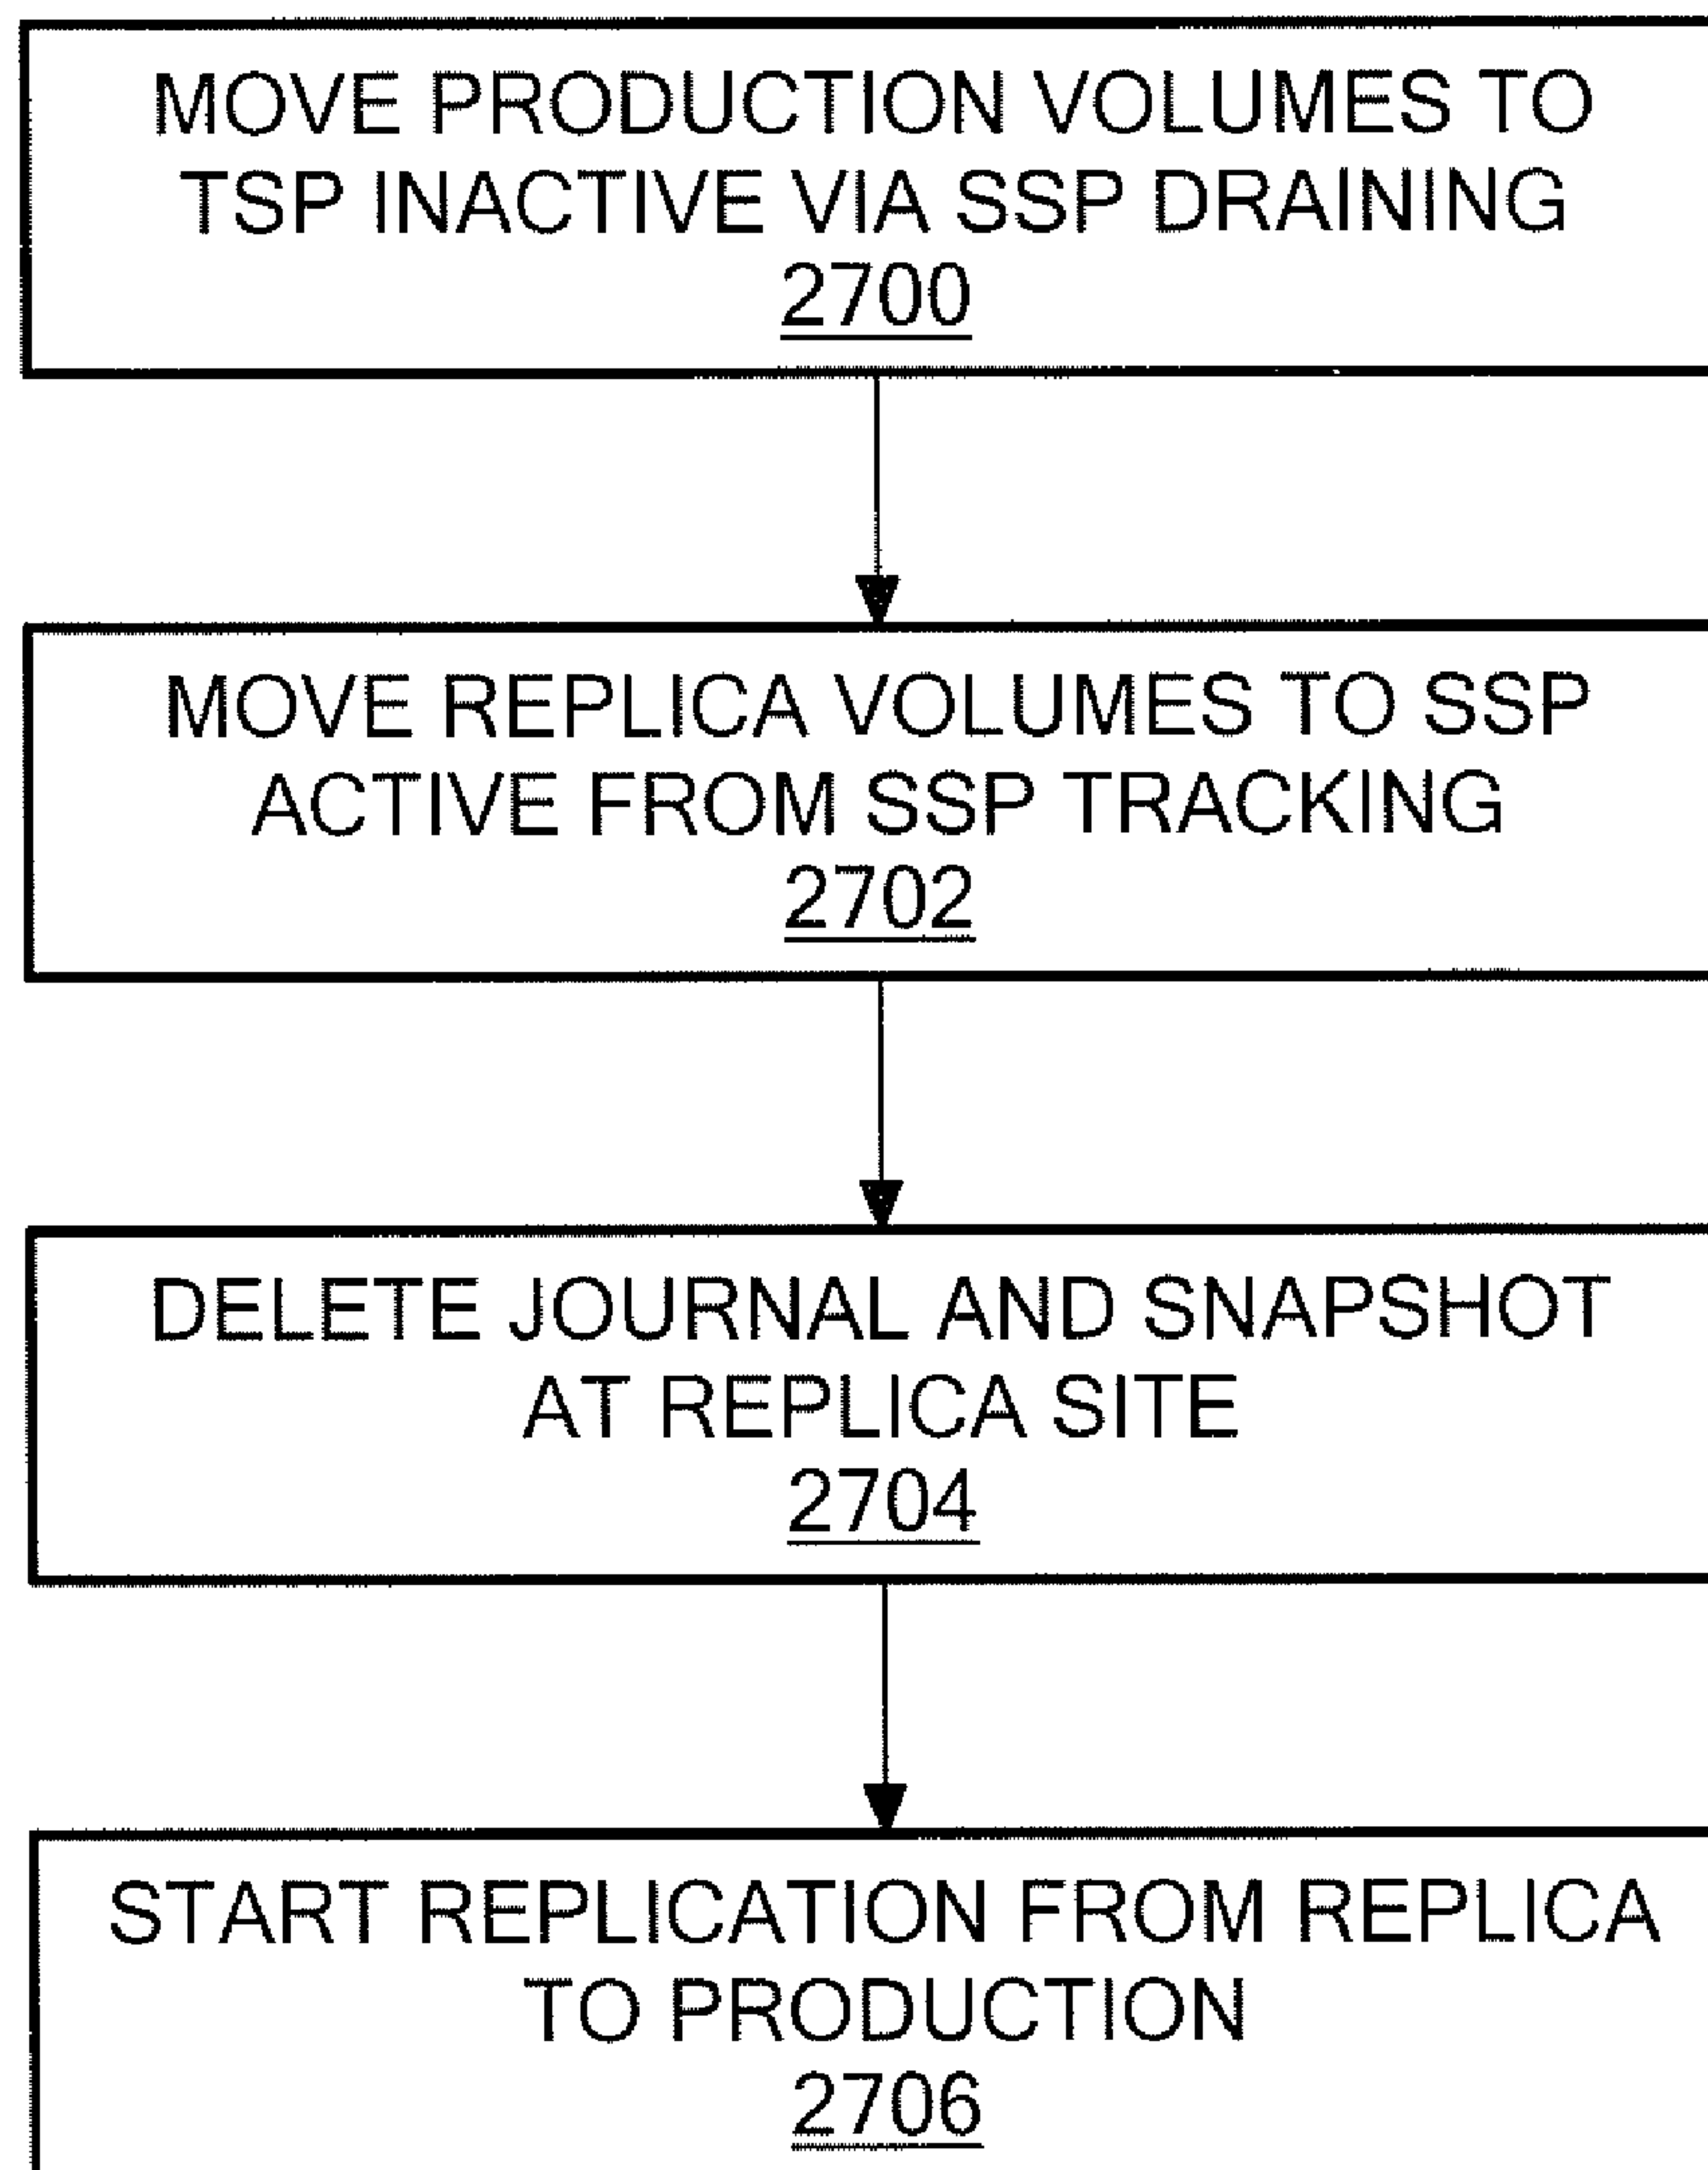 MOVE PRODUCTION VOLUMES TO
TSP INACTIVE VIA SSP DRAINING
2700
MOVE REPLICA VOLUMES TO SSP
ACTIVE FROM SSP TRACKING
2702
DELETE JOURNAL AND SNAPSHOT
AT REPLICA SITE
2704
START REPLICATION FROM REPLICA
TO PRODUCTION
2706